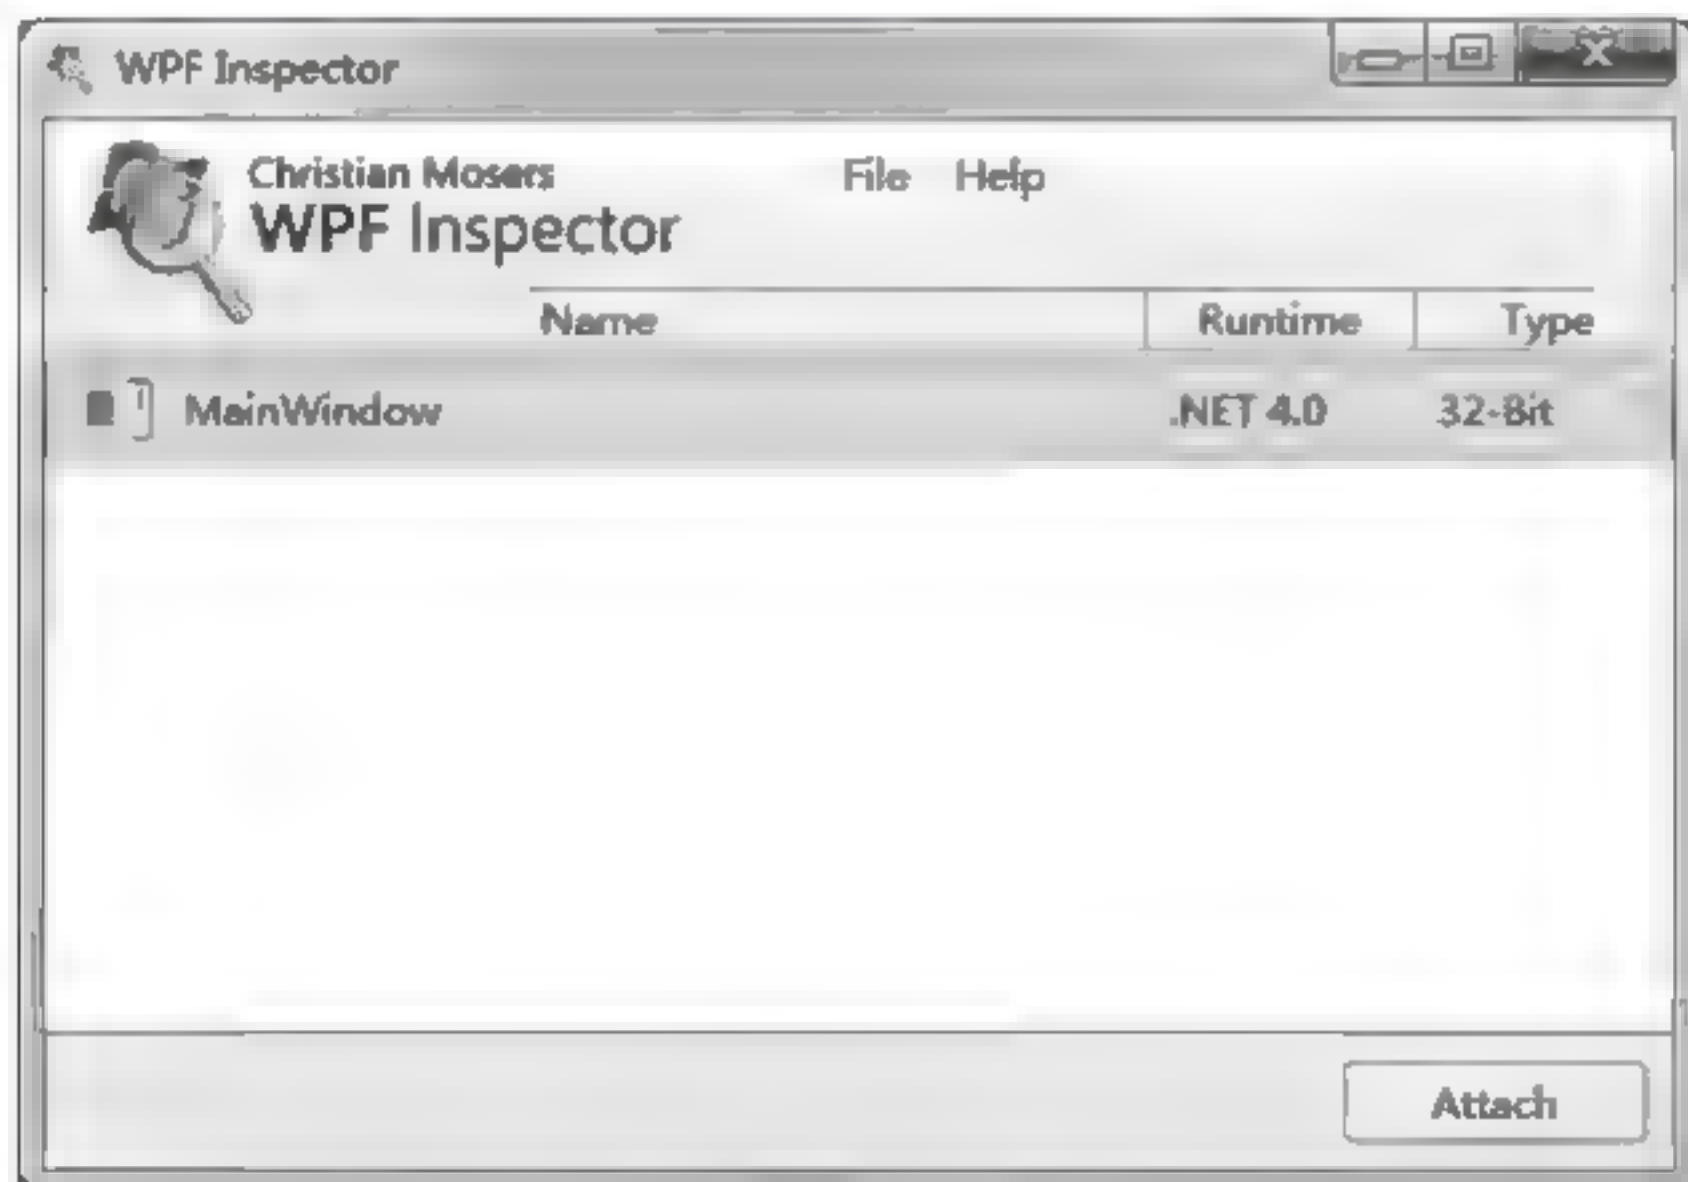 WPF Inspector
Christian Mosers
File Help
WPF Inspector
Name Runtime Type
MainWindow .NET 4.0 32-Bit
Attach